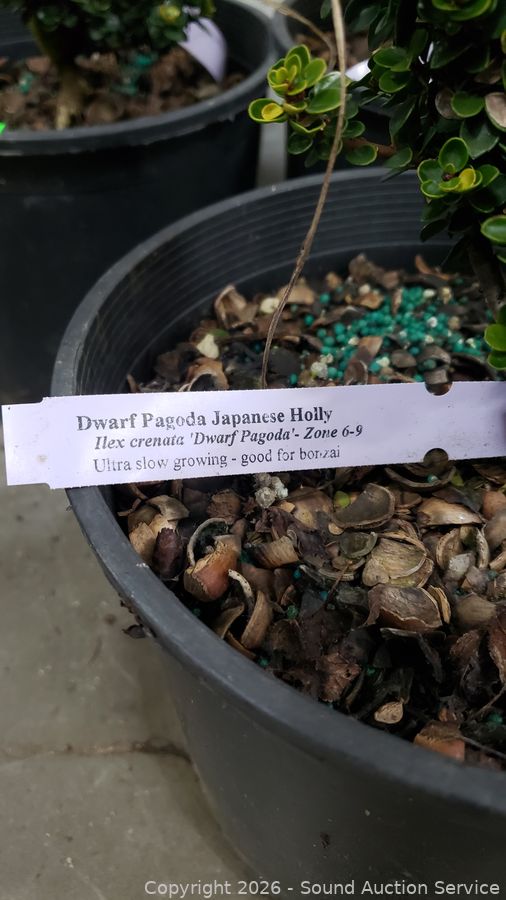 Dwarf Pagoda Japanese Holly
Ilex crenata 'Dwarf Pagoda'- Zone 6-9
Ultra slow growing - good for bonzai
Copyright © 2026 - Sound Auction Service